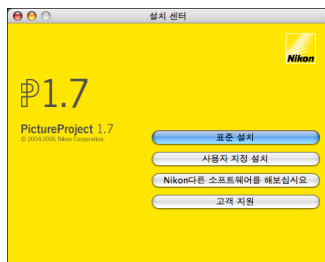 설치 센터
Nikon
P1.7
PictureProject 1.7
© 2004-2006 Nikon Corporation.
표준 설치
사용자 지정 설치
Nikon다른 소프트웨어를 해보십시요
고객 지원